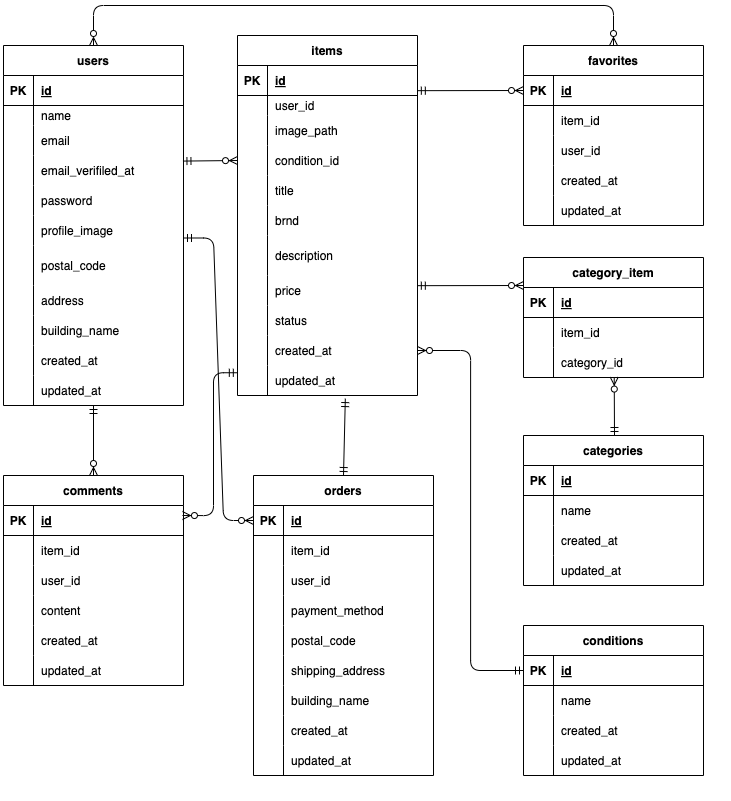 users
PK id
name
email
email_verifiled_at
password
profile_image
postal_code
address
building_name
created_at
updated_at
items
PK id
user_id
image_path
condition_id
title
brnd
description
price
status
created_at
updated_at
favorites
PK id
item_id
user_id
created_at
updated_at
category_item
PK id
item_id
category_id
categories
PK id
name
created_at
updated_at
comments
PK id
item_id
user_id
content
created_at
updated_at
orders
PK id
item_id
user_id
payment_method
postal_code
shipping_address
building_name
created_at
updated_at
conditions
PK id
name
created_at
updated_at